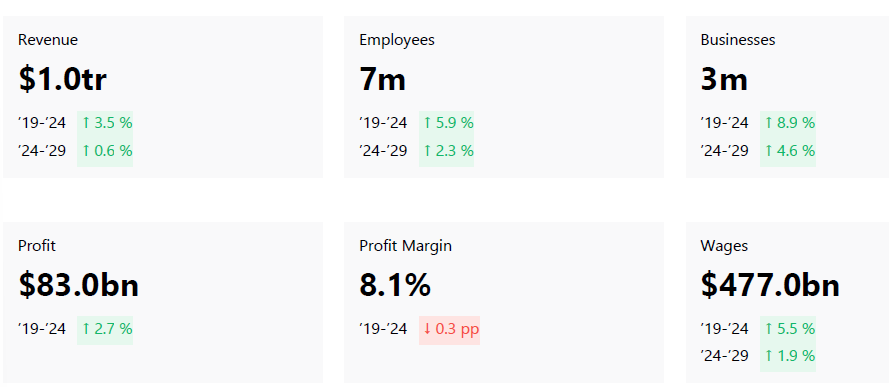 Revenue
$1.0tr
’19-’24 ↑ 3.5 %
’24-’29 ↑ 0.6 %
Employees
7m
’19-’24 ↑ 5.9 %
’24-’29 ↑ 2.3 %
Businesses
3m
’19-’24 ↑ 8.9 %
’24-’29 ↑ 4.6 %
Profit
$83.0bn
’19-’24 ↑ 2.7 %
Profit Margin
8.1%
’19-’24 ↓ 0.3 pp
Wages
$477.0bn
’19-’24 ↑ 5.5 %
’24-’29 ↑ 1.9 %